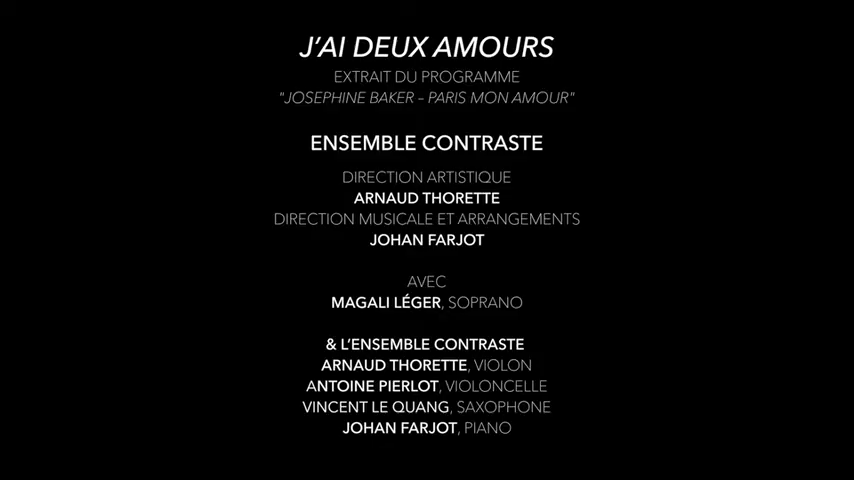 J'AI DEUX AMOURS
EXTRAIT DU PROGRAMME
"JOSEPHINE BAKER – PARIS MON AMOUR"
ENSEMBLE CONTRASTE
DIRECTION ARTISTIQUE
ARNAUD THORETTE
DIRECTION MUSICALE ET ARRANGEMENTS
JOHAN FARJOT
AVEC
MAGALI LÉGER, SOPRANO
& L'ENSEMBLE CONTRASTE
ARNAUD THORETTE, VIOLON
ANTOINE PIERLOT, VIOLONCELLE
VINCENT LE QUANG, SAXOPHONE
JOHAN FARJOT, PIANO